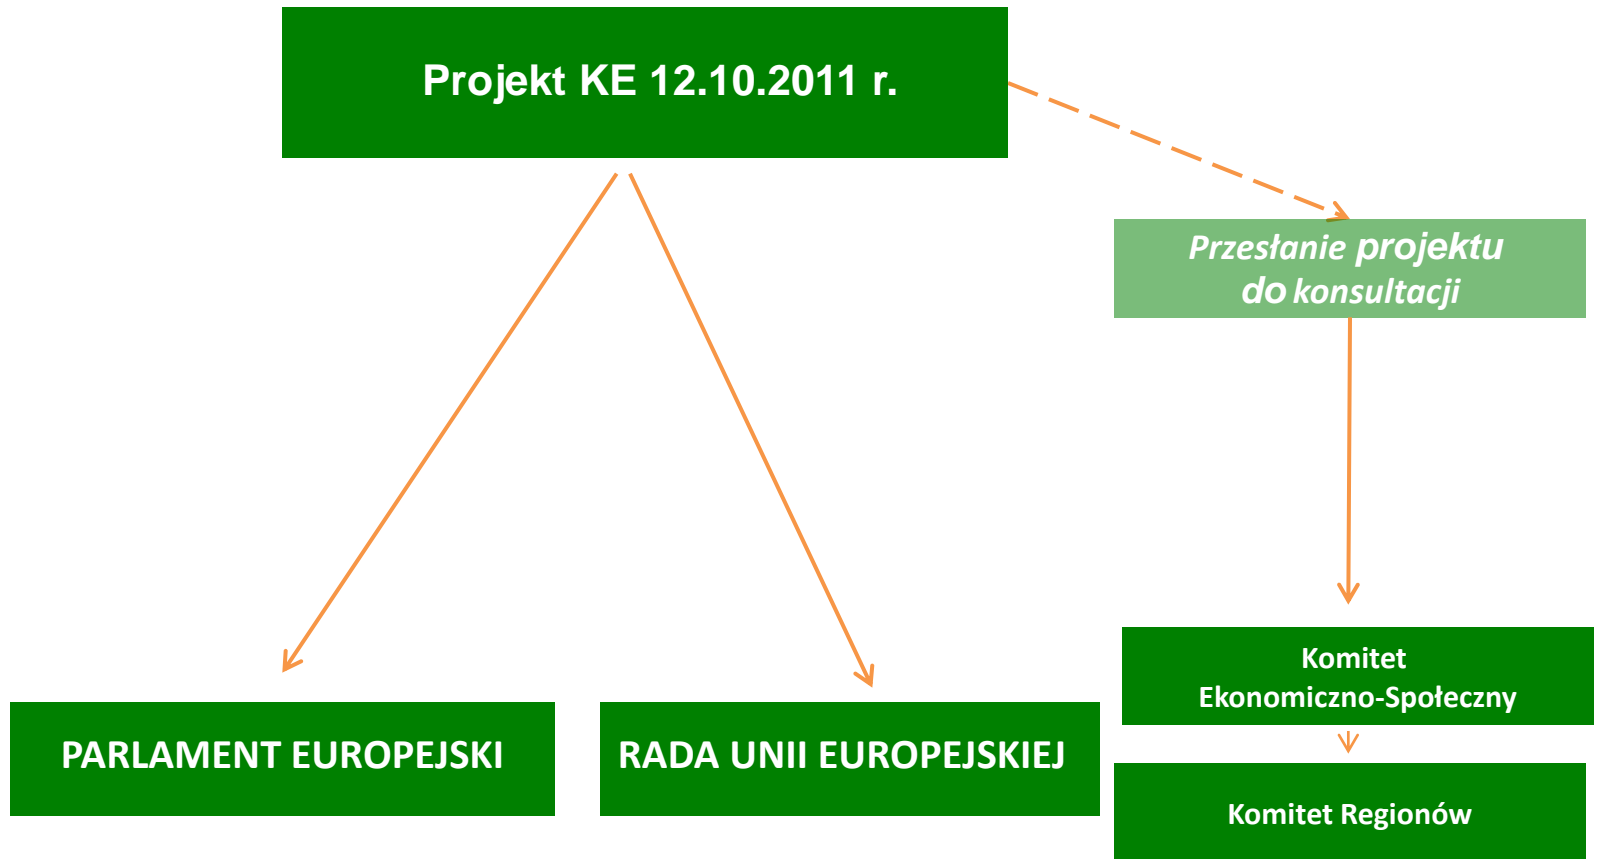 Projekt KE 12.10.2011 r.
Przesłanie projektu
do konsultacji
PARLAMENT EUROPEJSKI
RADA UNII EUROPEJSKIEJ
Komitet
Ekonomiczno-Społeczny
Komitet Regionów